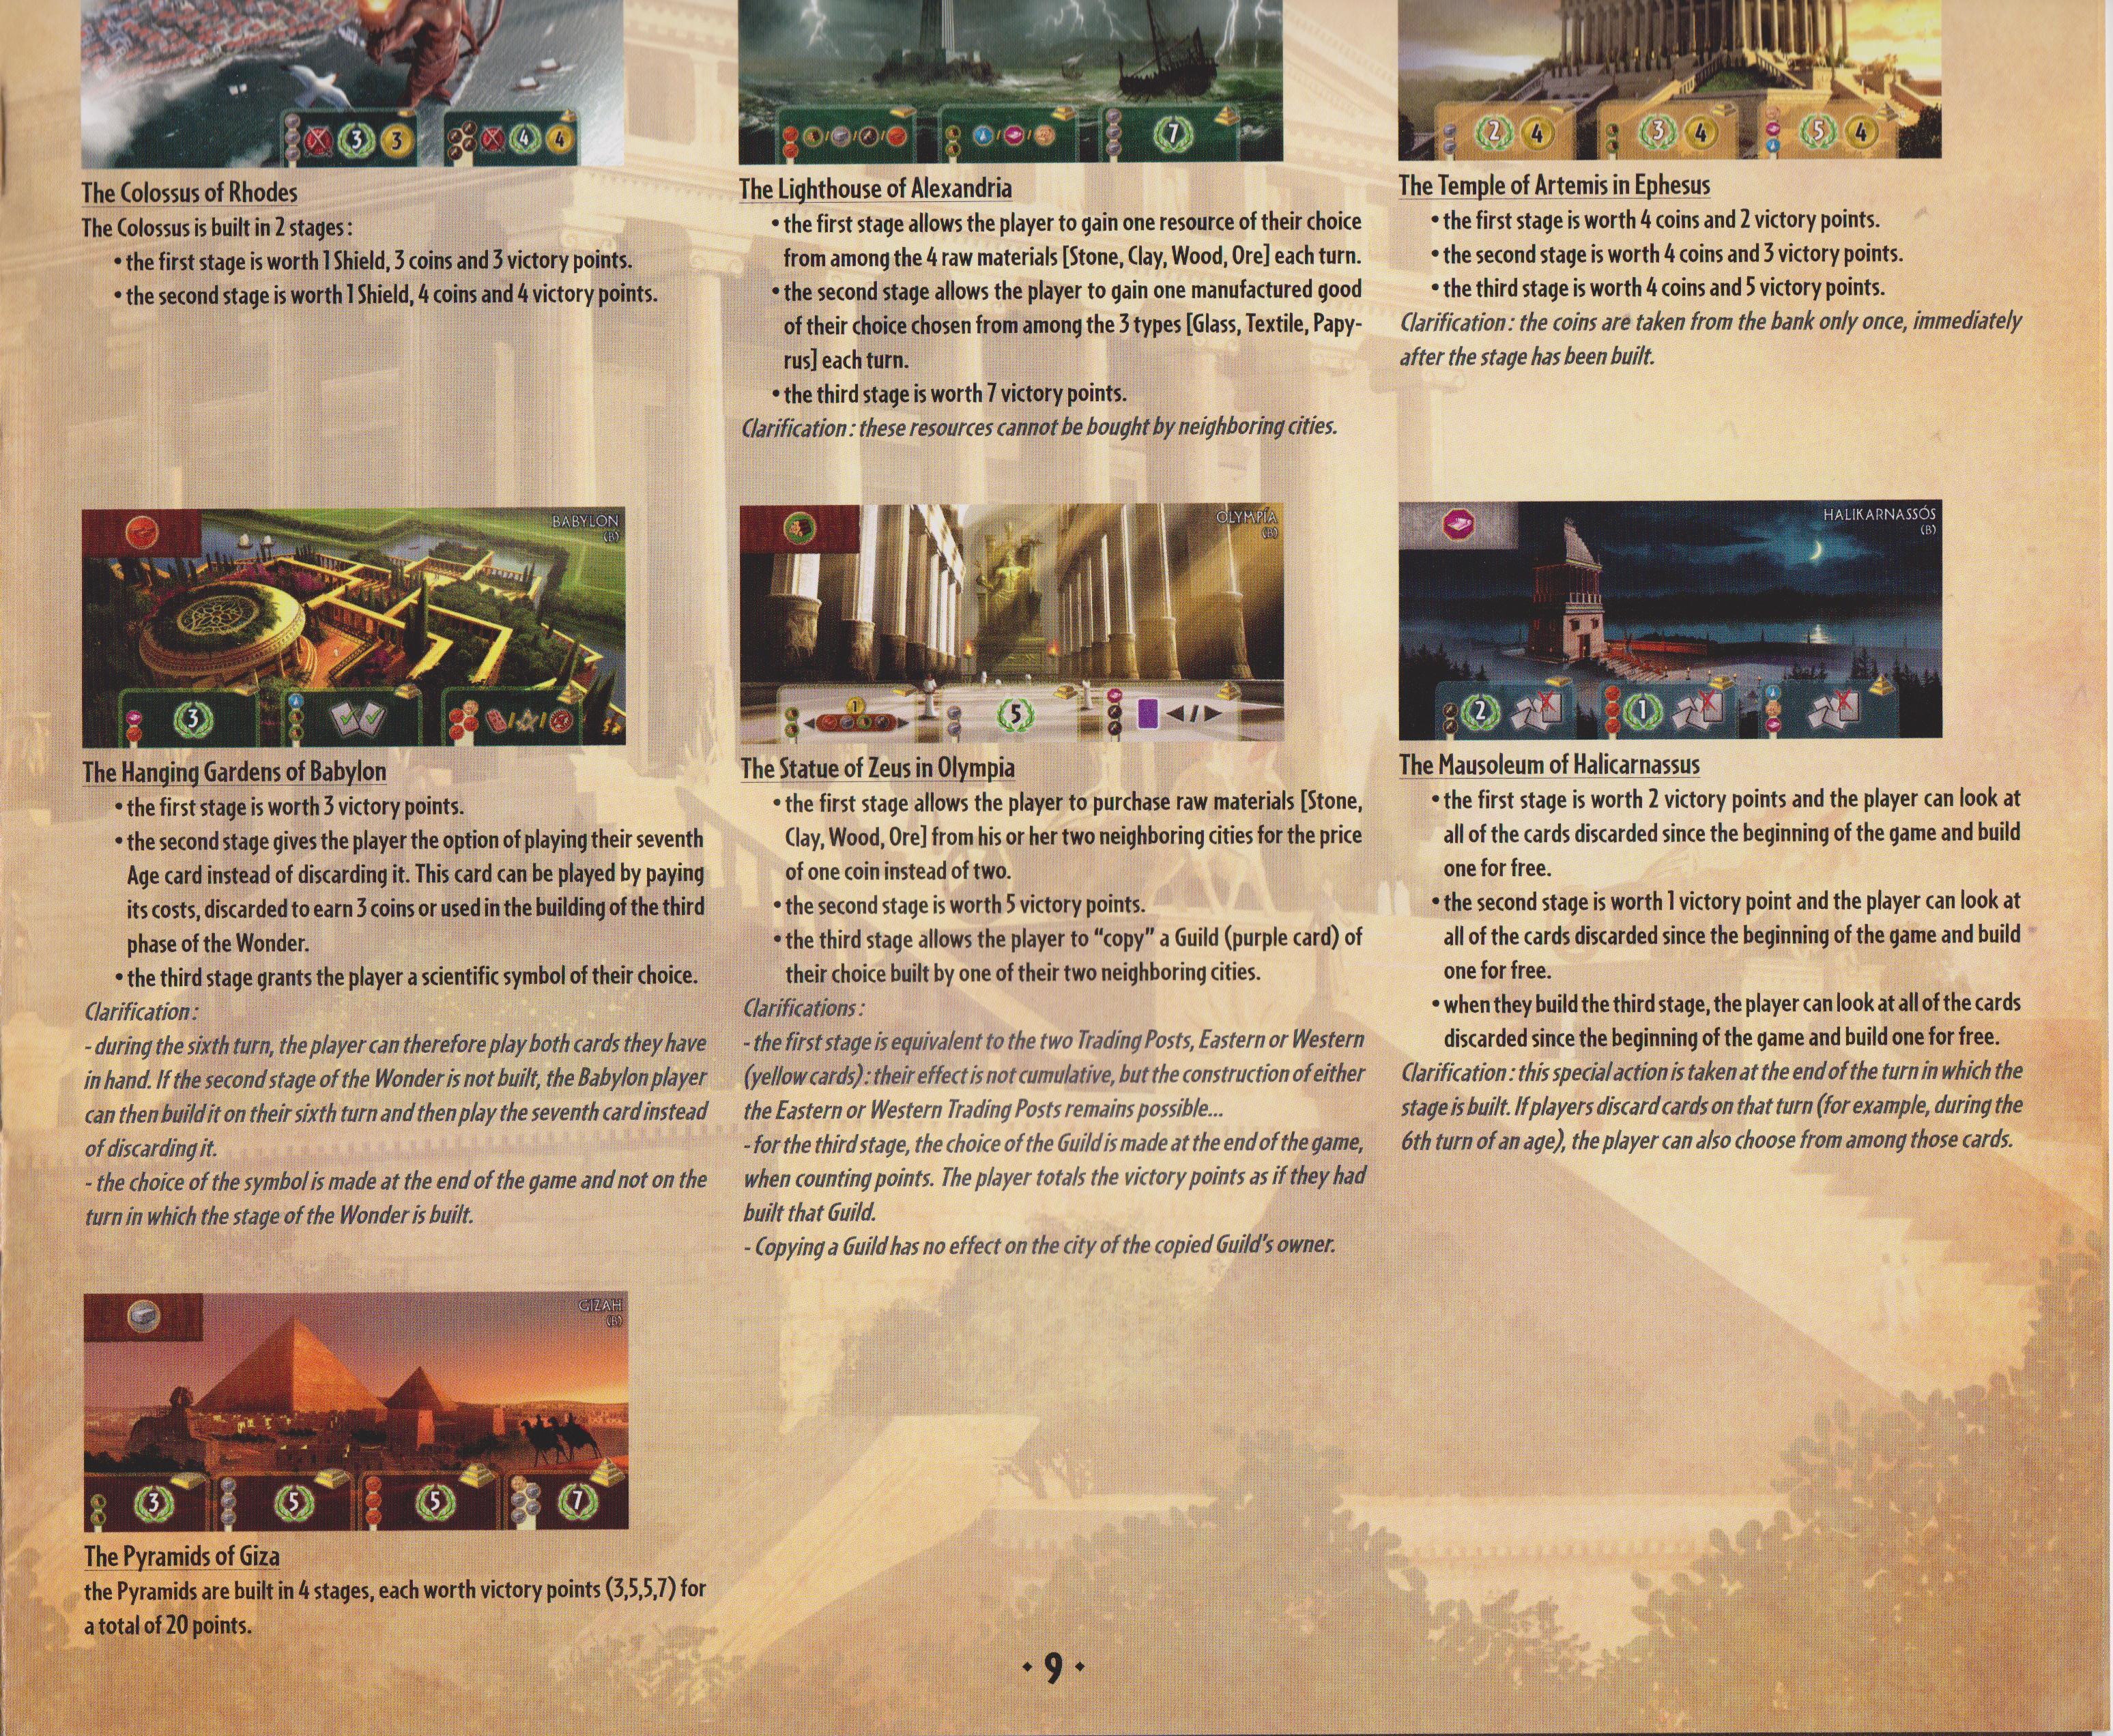 3 3
4 4
The Colossus of Rhodes
The Colossus is built in 2 stages :
• the first stage is worth 1 Shield, 3 coins and 3 victory points.
• the second stage is worth 1 Shield, 4 coins and 4 victory points.
/ / /
/ /
7
The Lighthouse of Alexandria
• the first stage allows the player to gain one resource of their choice
from among the 4 raw materials [Stone, Clay, Wood, Ore] each turn.
• the second stage allows the player to gain one manufactured good
of their choice chosen from among the 3 types [Glass, Textile, Papy-
rus] each turn.
• the third stage is worth 7 victory points.
Clarification : these resources cannot be bought by neighboring cities.
2 4
3 4
5 4
The Temple of Artemis in Ephesus
• the first stage is worth 4 coins and 2 victory points.
• the second stage is worth 4 coins and 3 victory points.
• the third stage is worth 4 coins and 5 victory points.
Clarification : the coins are taken from the bank only once, immediately
after the stage has been built.
BABYLON
(B)
3
/ /
The Hanging Gardens of Babylon
• the first stage is worth 3 victory points.
• the second stage gives the player the option of playing their seventh
Age card instead of discarding it. This card can be played by paying
its costs, discarded to earn 3 coins or used in the building of the third
phase of the Wonder.
• the third stage grants the player a scientific symbol of their choice.
Clarification :
- during the sixth turn, the player can therefore play both cards they have
in hand. If the second stage of the Wonder is not built, the Babylon player
can then build it on their sixth turn and then play the seventh card instead
of discarding it.
- the choice of the symbol is made at the end of the game and not on the
turn in which the stage of the Wonder is built.
OLYMPÍA
(B)
1
5
/
The Statue of Zeus in Olympia
• the first stage allows the player to purchase raw materials [Stone,
Clay, Wood, Ore] from his or her two neighboring cities for the price
of one coin instead of two.
• the second stage is worth 5 victory points.
• the third stage allows the player to “copy” a Guild (purple card) of
their choice built by one of their two neighboring cities.
Clarifications :
- the first stage is equivalent to the two Trading Posts, Eastern or Western
(yellow cards) : their effect is not cumulative, but the construction of either
the Eastern or Western Trading Posts remains possible...
- for the third stage, the choice of the Guild is made at the end of the game,
when counting points. The player totals the victory points as if they had
built that Guild.
- Copying a Guild has no effect on the city of the copied Guild’s owner.
HALIKARNASSÓS
(B)
2
1
The Mausoleum of Halicarnassus
• the first stage is worth 2 victory points and the player can look at
all of the cards discarded since the beginning of the game and build
one for free.
• the second stage is worth 1 victory point and the player can look at
all of the cards discarded since the beginning of the game and build
one for free.
• when they build the third stage, the player can look at all of the cards
discarded since the beginning of the game and build one for free.
Clarification : this special action is taken at the end of the turn in which the
stage is built. If players discard cards on that turn (for example, during the
6th turn of an age), the player can also choose from among those cards.
GIZAH
(B)
3
5
5
7
The Pyramids of Giza
the Pyramids are built in 4 stages, each worth victory points (3,5,5,7) for
a total of 20 points.
• 9 •